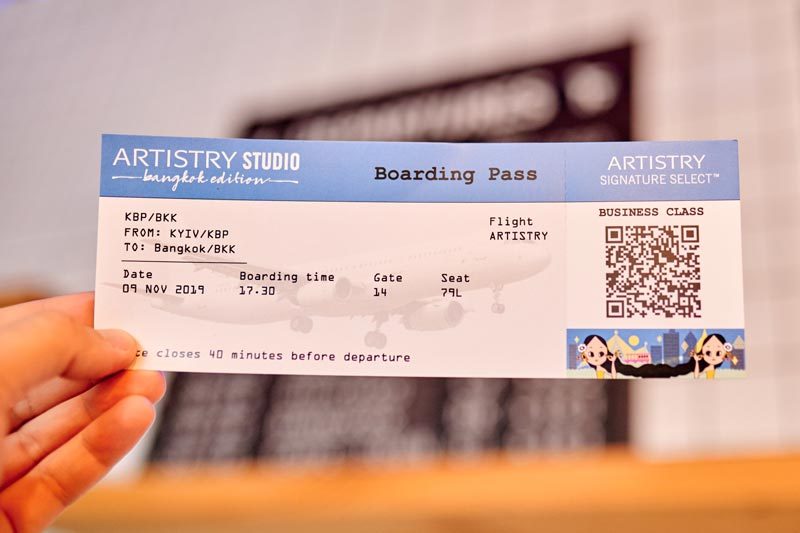 ARTISTRY STUDIO
bangkok edition
Boarding Pass
KBP/BKK
FROM: KYIV/KBP
TO: Bangkok/BKK
Flight
ARTISTRY
Date Boarding time Gate Seat
09 NOV 2019 17.30 14 79L
closes 40 minutes before departure
ARTISTRY
SIGNATURE SELECT™
BUSINESS CLASS